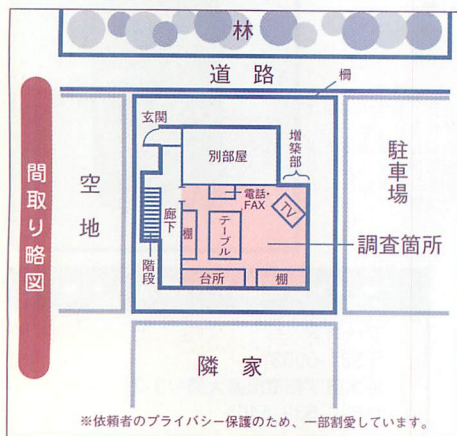 間取り略図
林
道路
柵
玄関
増築部
別部屋
空地
駐車場
電話・
FAX
TV
廊下
棚
テーブル
調査箇所
階段
台所
棚
隣家
※依頼者のプライバシー保護のため、一部割愛しています。